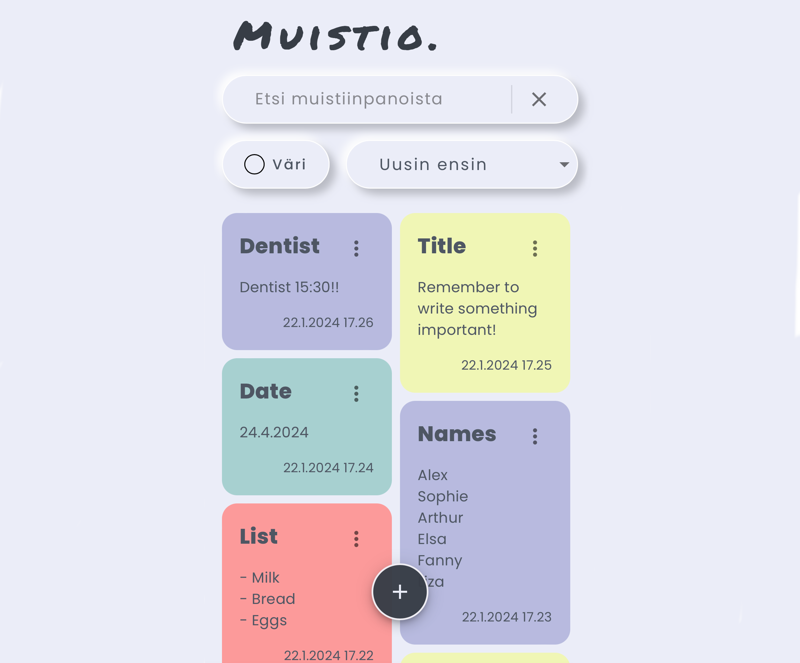 Muistio.
Etsi muistiinpanoista
Väri
Uusin ensin
Dentist
Dentist 15:30!!
22.1.2024 17.26
Title
Remember to
write something
important!
22.1.2024 17.25
Date
24.4.2024
22.1.2024 17.24
Names
Alex
Sophie
Arthur
Elsa
Fanny
22.1.2024 17.23
List
- Milk
- Bread
- Eggs
22.1.2024 17.22